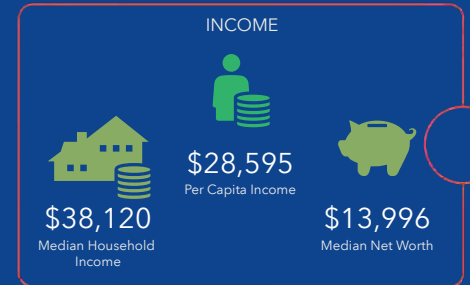 INCOME
$28,595
Per Capita Income
$38,120
Median Household
Income
$13,996
Median Net Worth